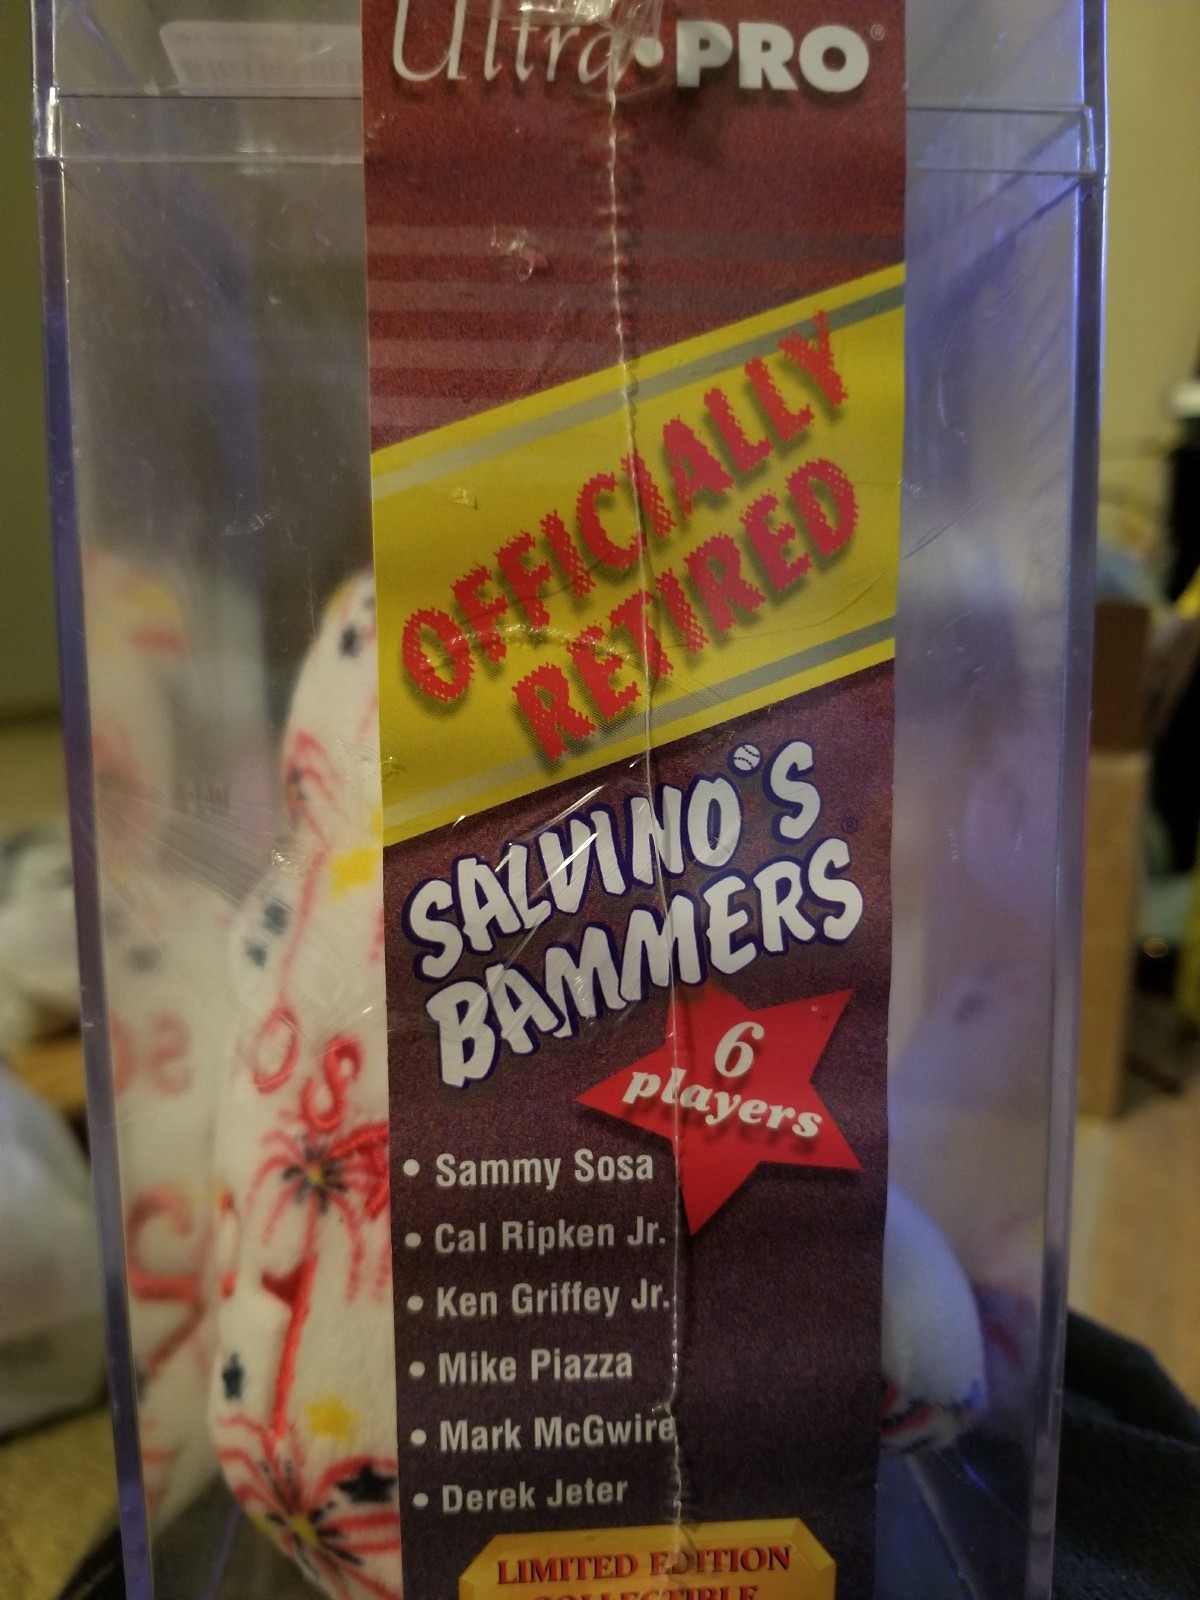 Ultra•PRO®
OFFICIALLY
RETIRED
SALVINO'S
BAMMERS®
6
players
• Sammy Sosa
• Cal Ripken Jr.
• Ken Griffey Jr.
• Mike Piazza
• Mark McGwire
• Derek Jeter
LIMITED EDITION
COLLECTIBLE